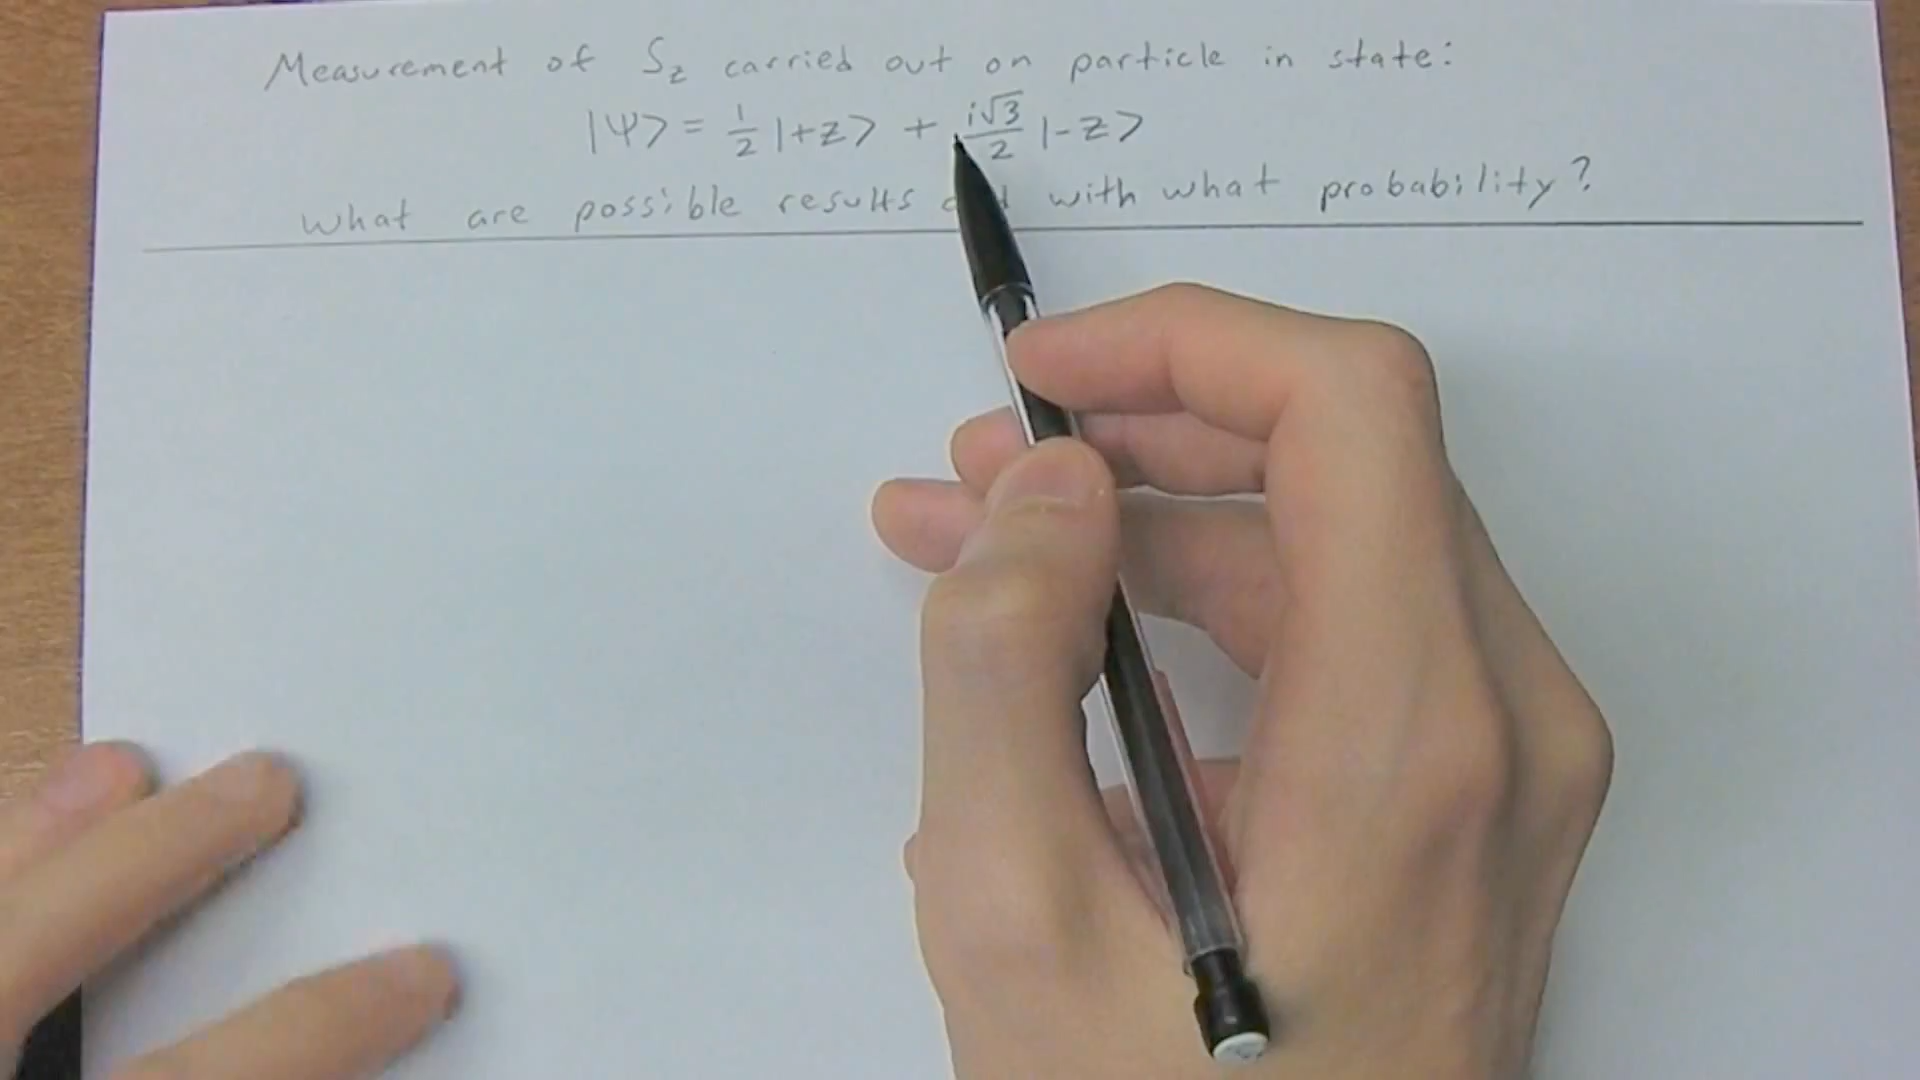 Measurement of Sz carried out on particle in state:
|Ψ> = 1/2 |+z> + i√3/2 |-z>
What are possible results with what probability?